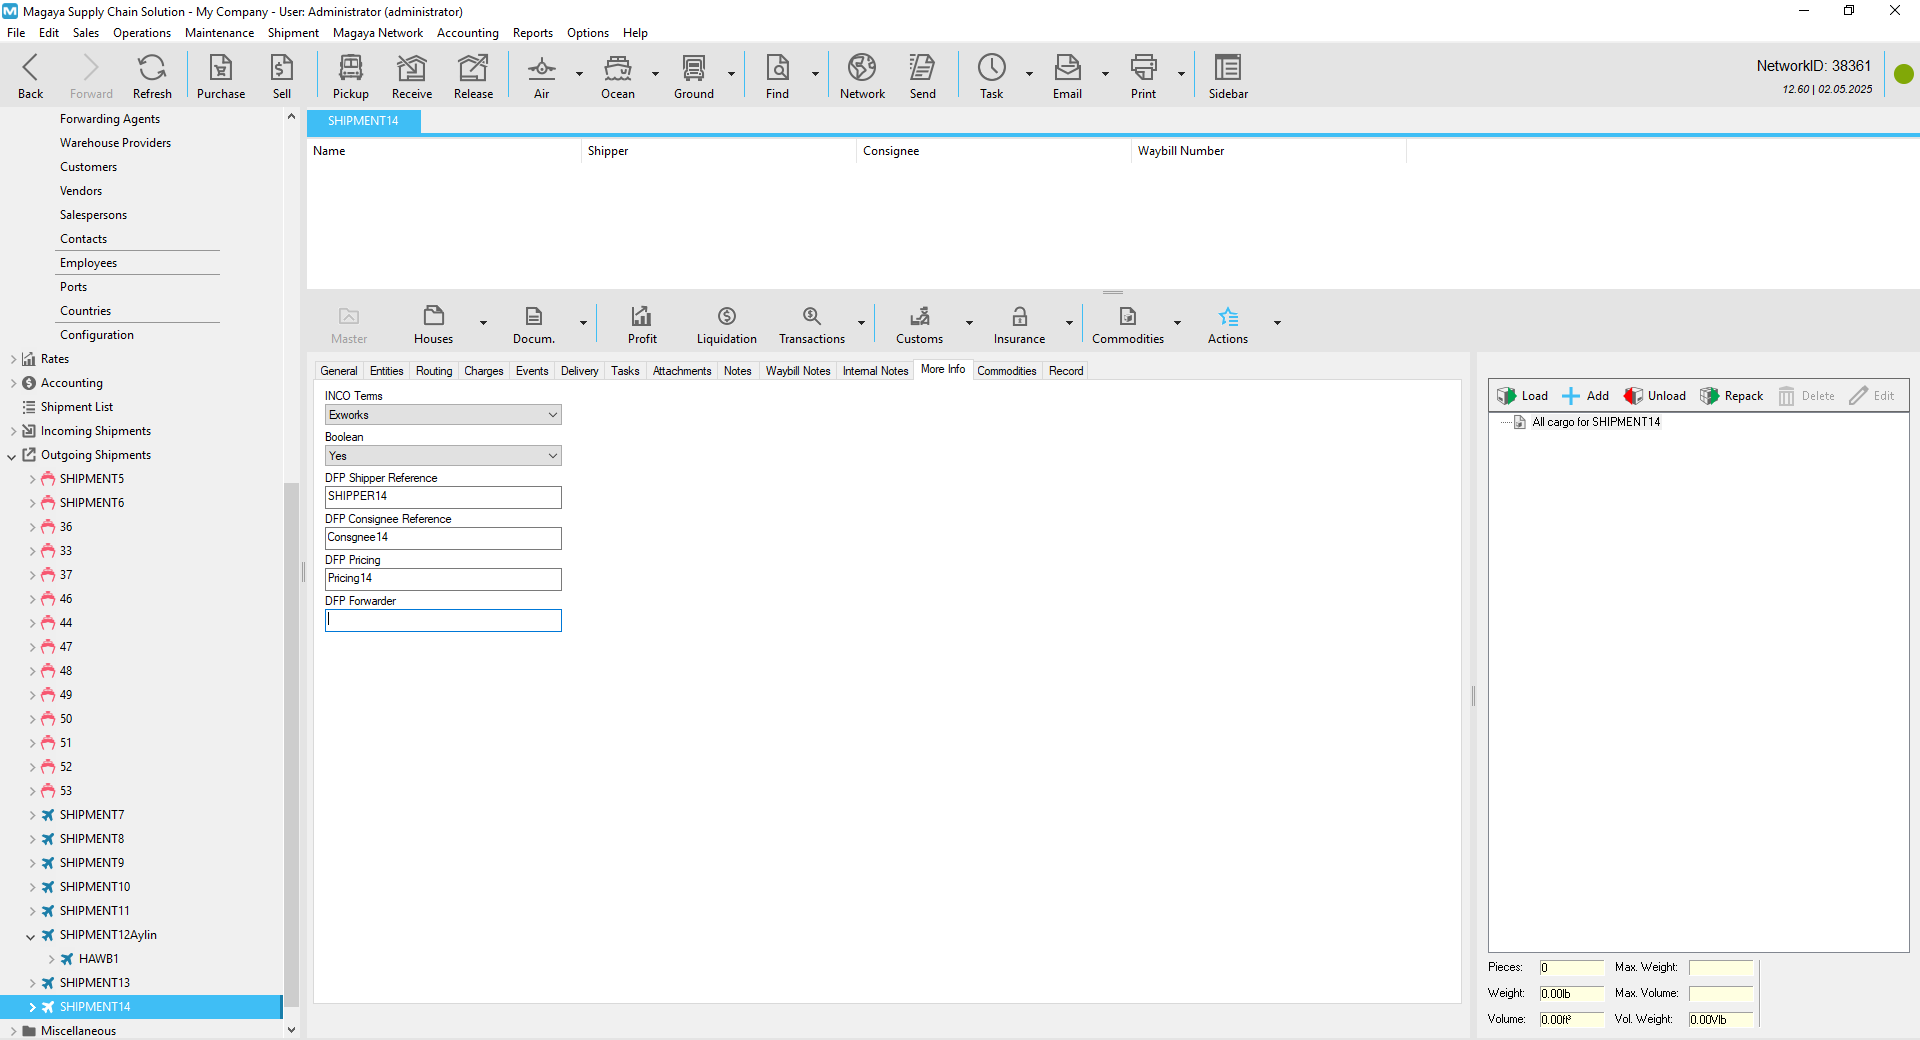 Magaya Supply Chain Solution - My Company - User: Administrator (administrator)
File Edit Sales Operations Maintenance Shipment Magaya Network Accounting Reports Options Help
Back Forward Refresh Purchase Sell Pickup Receive Release Air Ocean Ground Find Network Send Task Email Print Sidebar
NetworkID: 38361
12.60 | 02.05.2025
Forwarding Agents
Warehouse Providers
Customers
Vendors
Salespersons
Contacts
Employees
Ports
Countries
Configuration
Rates
Accounting
Shipment List
Incoming Shipments
Outgoing Shipments
SHIPMENT5
SHIPMENT6
36
33
37
46
44
47
48
49
50
51
52
53
SHIPMENT7
SHIPMENT8
SHIPMENT9
SHIPMENT10
SHIPMENT11
SHIPMENT12Aylin
HAWB1
SHIPMENT13
SHIPMENT14
Miscellaneous
SHIPMENT14
Name Shipper Consignee Waybill Number
Master Houses Docum. Profit Liquidation Transactions Customs Insurance Commodities Actions
General Entities Routing Charges Events Delivery Tasks Attachments Notes Waybill Notes Internal Notes More Info Commodities Record
INCO Terms
Exworks
Boolean
Yes
DFP Shipper Reference
SHIPPER14
DFP Consignee Reference
Consgnee14
DFP Pricing
Pricing14
DFP Forwarder
Load Add Unload Repack Delete Edit
All cargo for SHIPMENT14
Pieces: 0 Max. Weight:
Weight: 0.00lb Max. Volume:
Volume: 0.00ft³ Vol. Weight: 0.00Vlb